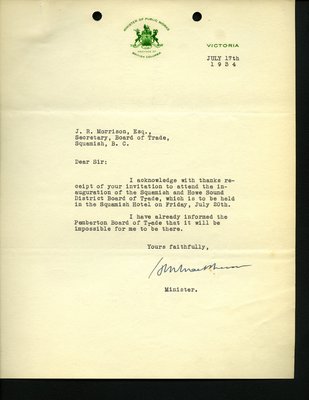 MINISTER OF PUBLIC WORKS
BRITISH COLUMBIA
VICTORIA
JULY 17th
1934
J. R. Morrison, Esq.,
Secretary, Board of Trade,
Squamish, B. C.
Dear Sir:
I acknowledge with thanks re-
ceipt of your invitation to attend the in-
auguration of the Squamish and Howe Sound
District Board of Trade, which is to be held
in the Squamish Hotel on Friday, July 20th.
I have already informed the
Pemberton Board of Trade that it will be
impossible for me to be there.
Yours faithfully,
Minister.